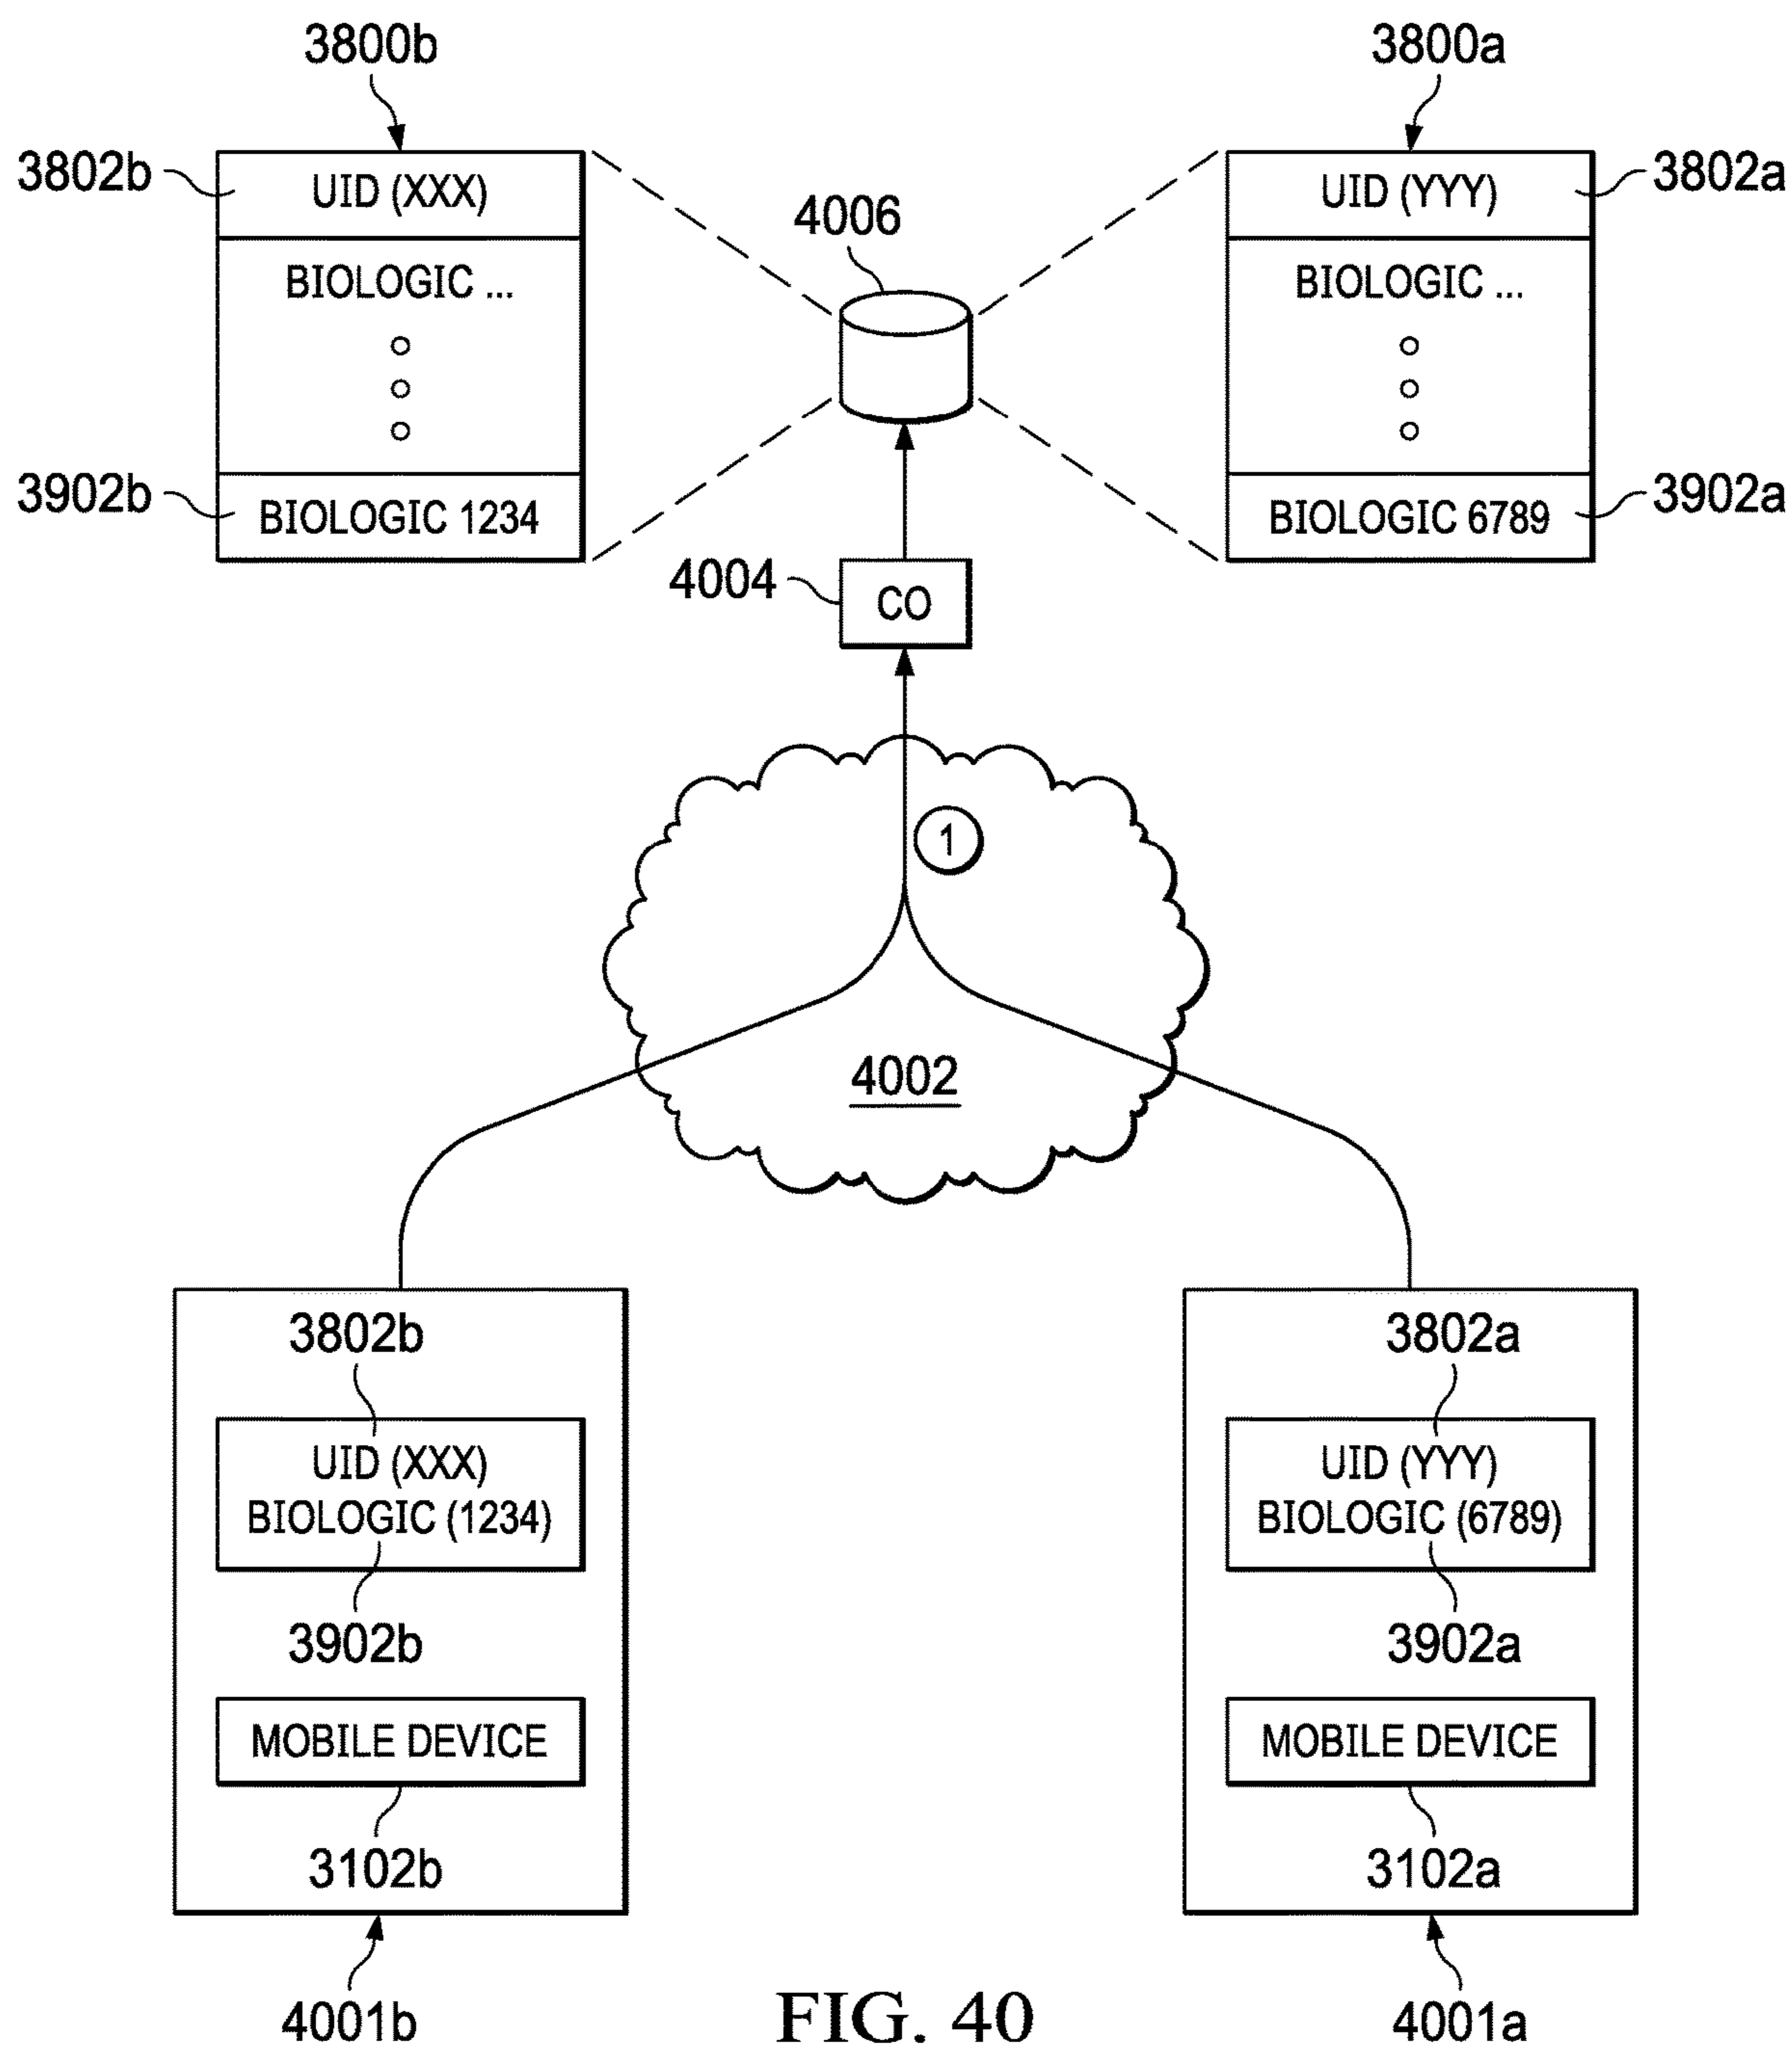 3800b
3800a
3802b
UID (XXX)
4006
UID (YYY)
3802a
BIOLOGIC ...
BIOLOGIC ...
3902b
BIOLOGIC 1234
BIOLOGIC 6789
3902a
4004
CO
1
4002
3802b
3802a
UID (XXX)
BIOLOGIC (1234)
UID (YYY)
BIOLOGIC (6789)
3902b
3902a
MOBILE DEVICE
MOBILE DEVICE
3102b
3102a
4001b
FIG. 40
4001a